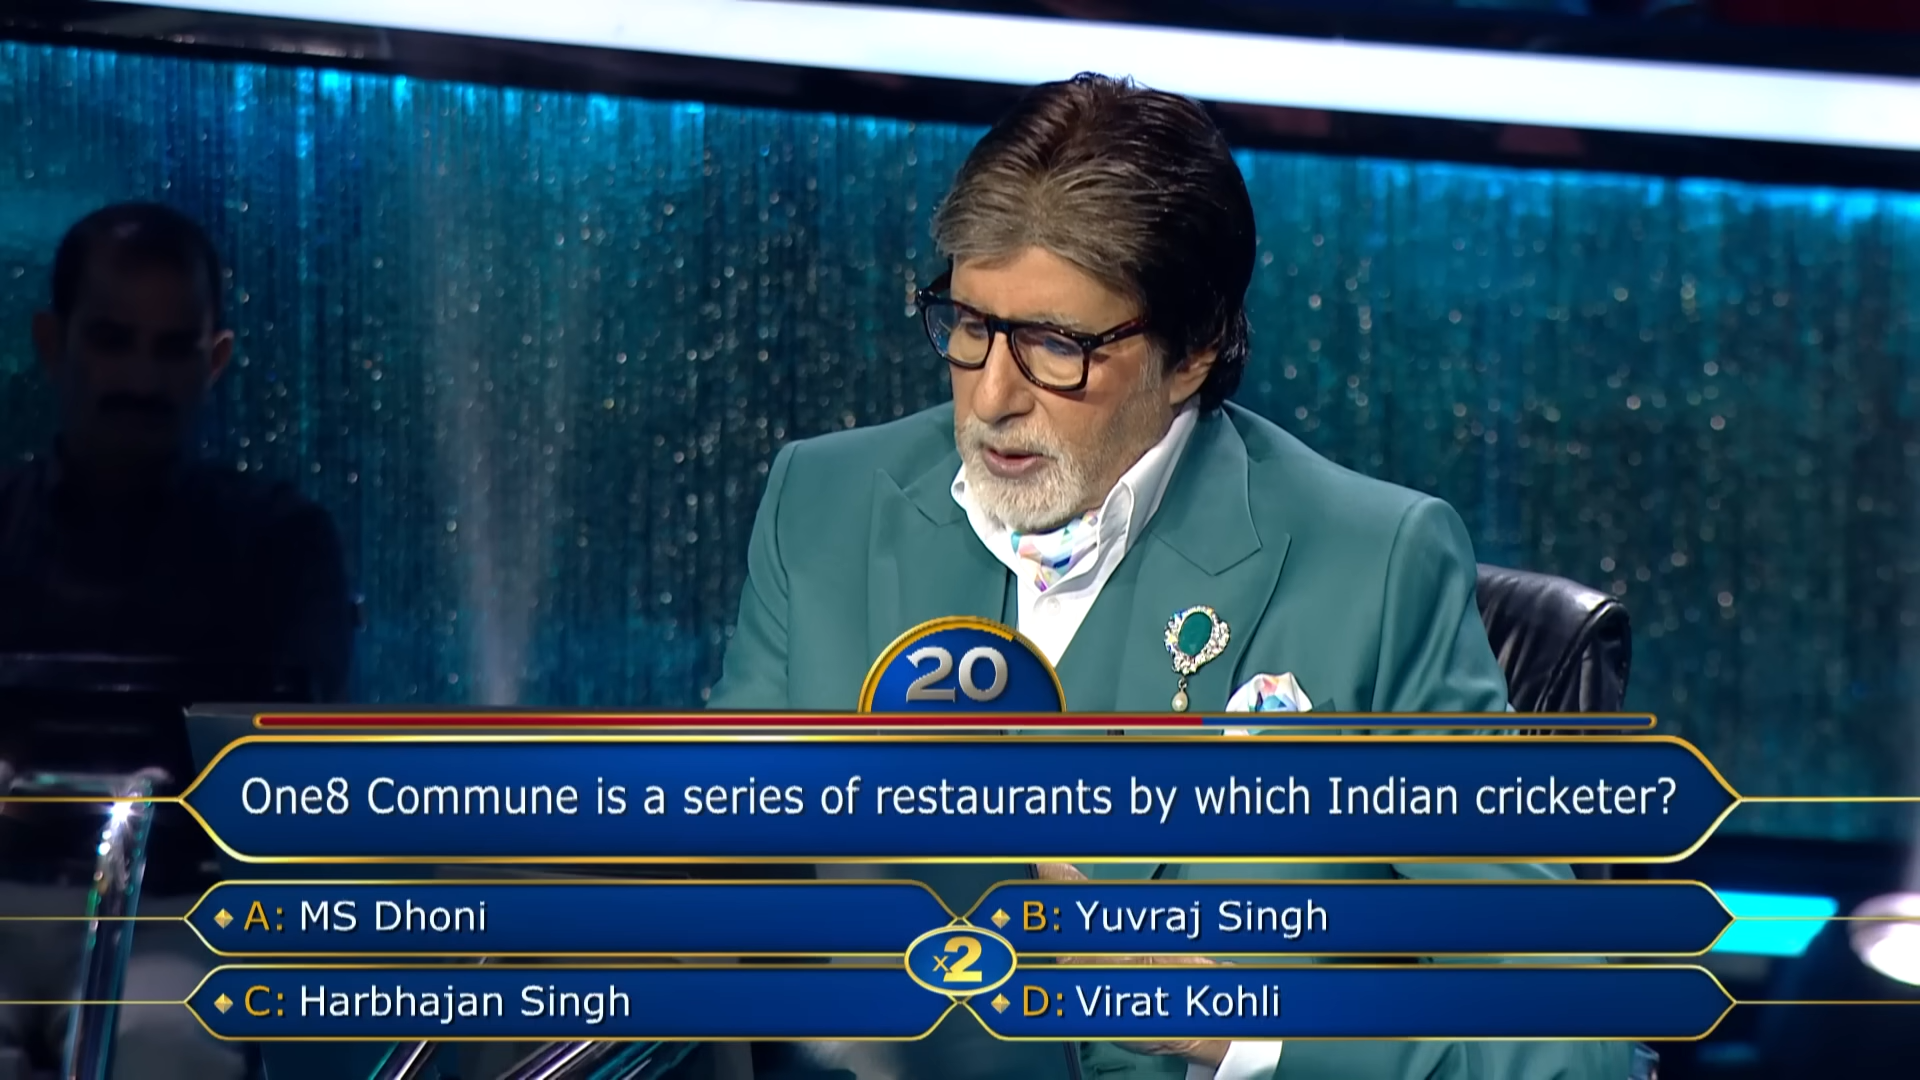 20
One8 Commune is a series of restaurants by which Indian cricketer?
A: MS Dhoni
B: Yuvraj Singh
x2
C: Harbhajan Singh
D: Virat Kohli